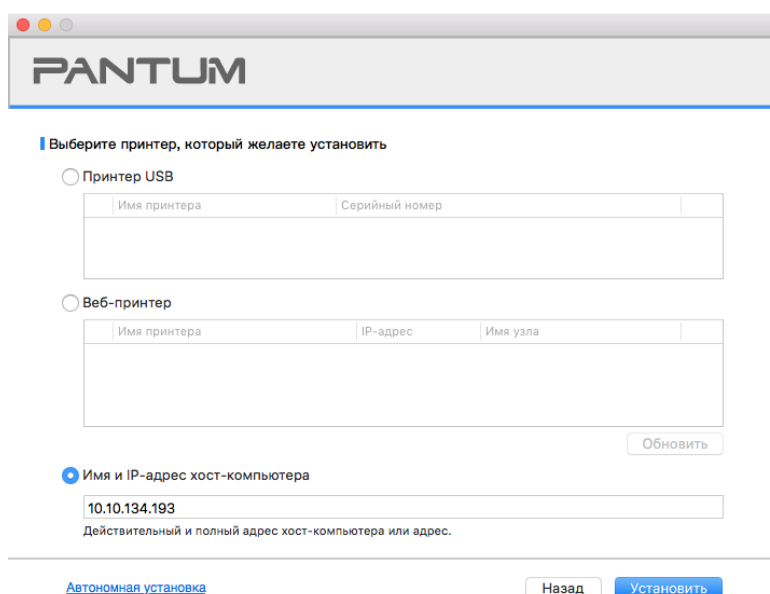 PANTUM
Выберите принтер, который желаете установить
Принтер USB
Имя принтера Серийный номер
Веб-принтер
Имя принтера IP-адрес Имя узла
Обновить
Имя и IP-адрес хост-компьютера
10.10.134.193
Действительный и полный адрес хост-компьютера или адрес.
Автономная установка Назад Установить